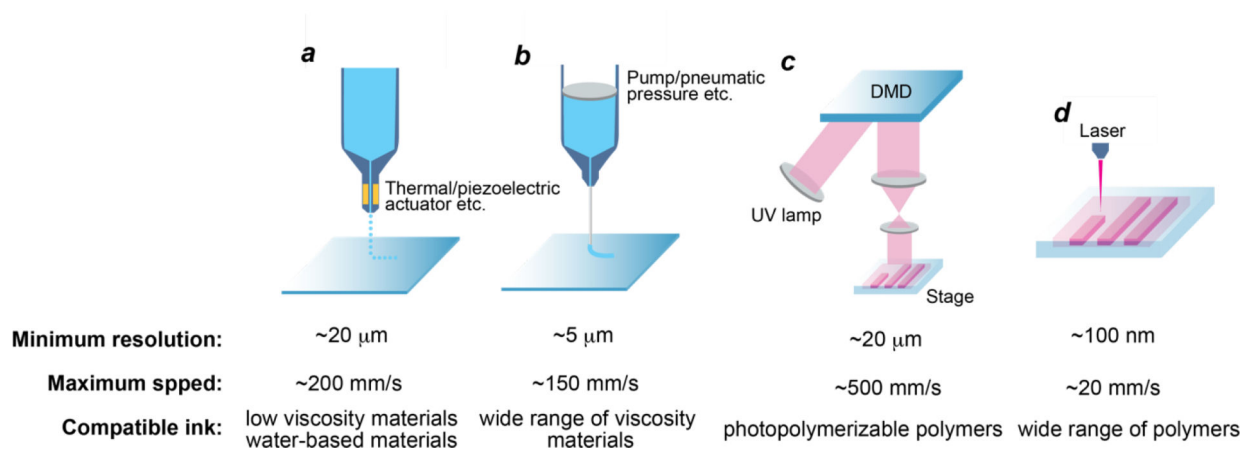 a
b
c
d
Pump/pneumatic
pressure etc.
DMD
Laser
Thermal/piezoelectric
actuator etc.
UV lamp
Stage
Minimum resolution: ~20 μm ~5 μm ~20 μm ~100 nm
Maximum spped: ~200 mm/s ~150 mm/s ~500 mm/s ~20 mm/s
Compatible ink: low viscosity materials wide range of viscosity photopolymerizable polymers wide range of polymers
water-based materials materials